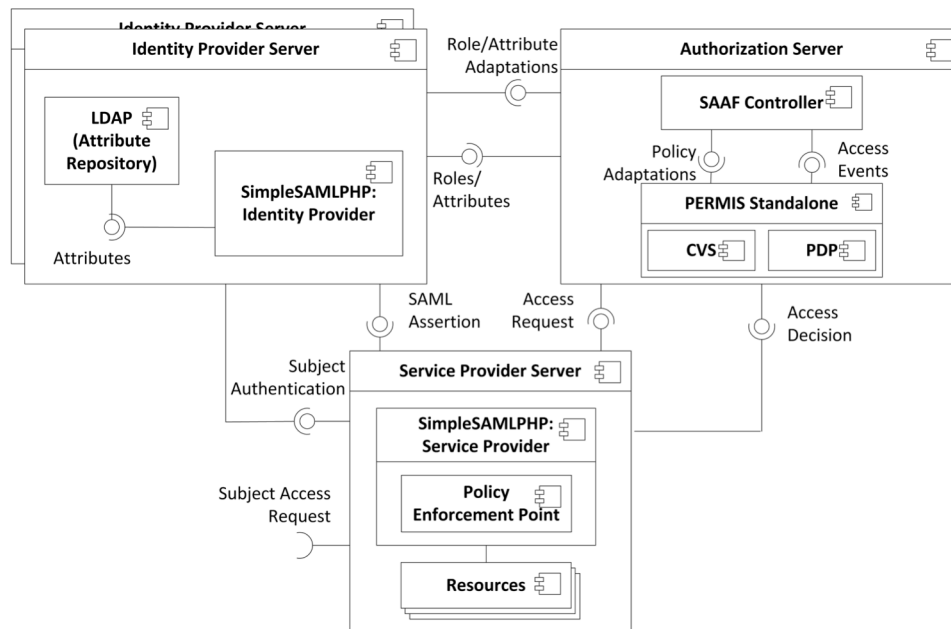 Identity Provider Server
Identity Provider Server
LDAP
(Attribute
Repository)
SimpleSAMLPHP:
Identity Provider
Attributes
Role/Attribute
Adaptations
Roles/
Attributes
Authorization Server
SAAF Controller
Policy
Adaptations
Access
Events
PERMIS Standalone
CVS
PDP
SAML
Assertion
Access
Request
Access
Decision
Subject
Authentication
Service Provider Server
SimpleSAMLPHP:
Service Provider
Policy
Enforcement Point
Subject Access
Request
Resources